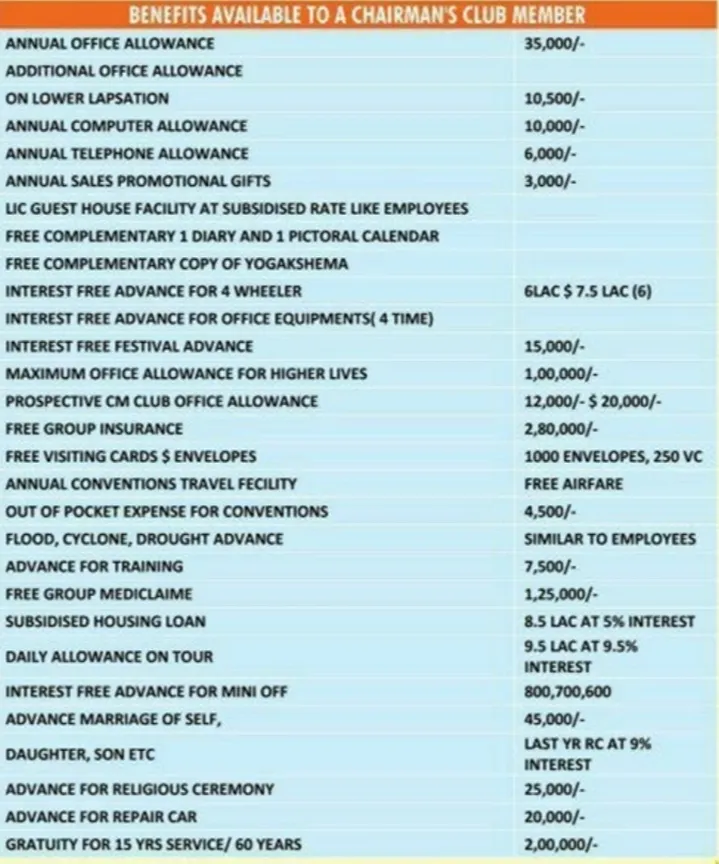 BENEFITS AVAILABLE TO A CHAIRMAN'S CLUB MEMBER
ANNUAL OFFICE ALLOWANCE 35,000/-
ADDITIONAL OFFICE ALLOWANCE
ON LOWER LAPSATION 10,500/-
ANNUAL COMPUTER ALLOWANCE 10,000/-
ANNUAL TELEPHONE ALLOWANCE 6,000/-
ANNUAL SALES PROMOTIONAL GIFTS 3,000/-
LIC GUEST HOUSE FACILITY AT SUBSIDISED RATE LIKE EMPLOYEES
FREE COMPLEMENTARY 1 DIARY AND 1 PICTORAL CALENDAR
FREE COMPLEMENTARY COPY OF YOGAKSHEMA
INTEREST FREE ADVANCE FOR 4 WHEELER 6LAC $ 7.5 LAC (6)
INTEREST FREE ADVANCE FOR OFFICE EQUIPMENTS( 4 TIME)
INTEREST FREE FESTIVAL ADVANCE 15,000/-
MAXIMUM OFFICE ALLOWANCE FOR HIGHER LIVES 1,00,000/-
PROSPECTIVE CM CLUB OFFICE ALLOWANCE 12,000/- $ 20,000/-
FREE GROUP INSURANCE 2,80,000/-
FREE VISITING CARDS $ ENVELOPES 1000 ENVELOPES, 250 VC
ANNUAL CONVENTIONS TRAVEL FECILITY FREE AIRFARE
OUT OF POCKET EXPENSE FOR CONVENTIONS 4,500/-
FLOOD, CYCLONE, DROUGHT ADVANCE SIMILAR TO EMPLOYEES
ADVANCE FOR TRAINING 7,500/-
FREE GROUP MEDICLAIME 1,25,000/-
SUBSIDISED HOUSING LOAN 8.5 LAC AT 5% INTEREST
DAILY ALLOWANCE ON TOUR 9.5 LAC AT 9.5%
INTEREST
INTEREST FREE ADVANCE FOR MINI OFF 800,700,600
ADVANCE MARRIAGE OF SELF, 45,000/-
DAUGHTER, SON ETC LAST YR RC AT 9%
INTEREST
ADVANCE FOR RELIGIOUS CEREMONY 25,000/-
ADVANCE FOR REPAIR CAR 20,000/-
GRATUITY FOR 15 YRS SERVICE/ 60 YEARS 2,00,000/-